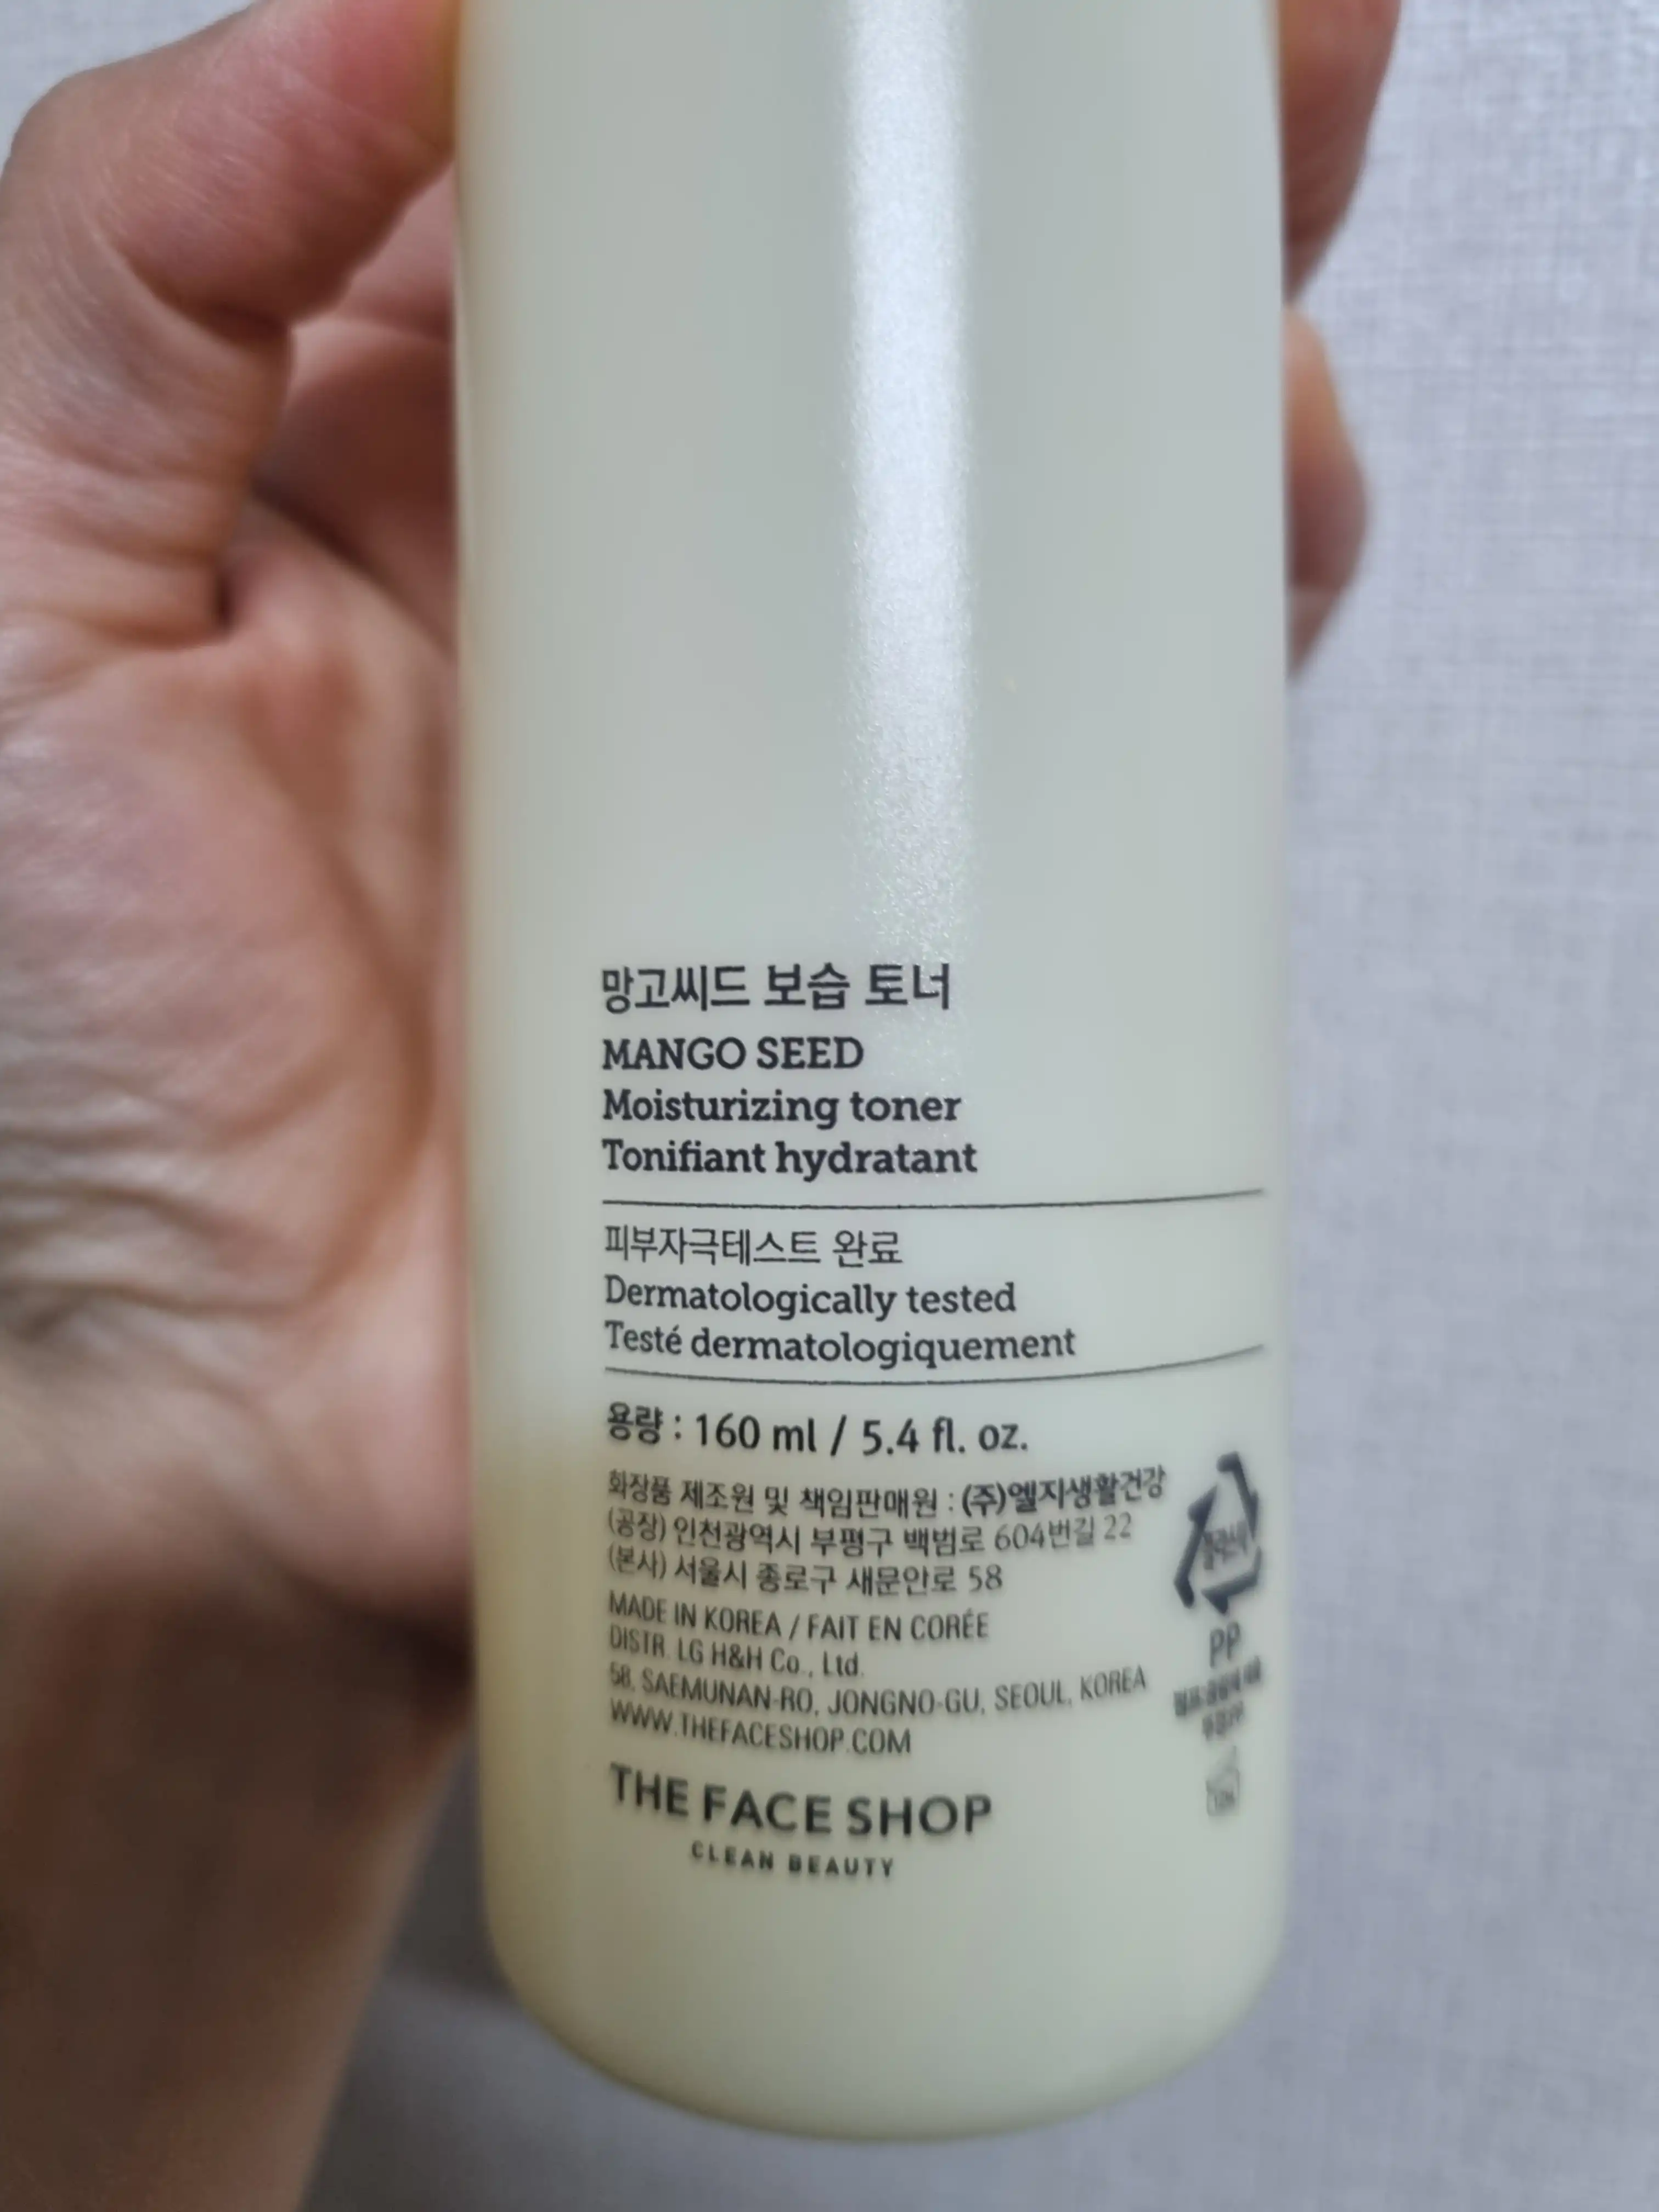 망고씨드 보습 토너
MANGO SEED
Moisturizing toner
Tonifiant hydratant
피부자극테스트 완료
Dermatologically tested
Testé dermatologiquement
용량 : 160 ml / 5.4 fl. oz.
화장품 제조원 및 책임판매원 : (주)엘지생활건강
(공장) 인천광역시 부평구 백범로 604번길 22
(본사) 서울시 종로구 새문안로 58
MADE IN KOREA / FAIT EN CORÉE
DISTR. LG H&H Co., Ltd.
58, SAEMUNAN-RO, JONGNO-GU, SEOUL, KOREA
WWW.THEFACESHOP.COM
THE FACE SHOP
CLEAN BEAUTY
플라스틱
PP